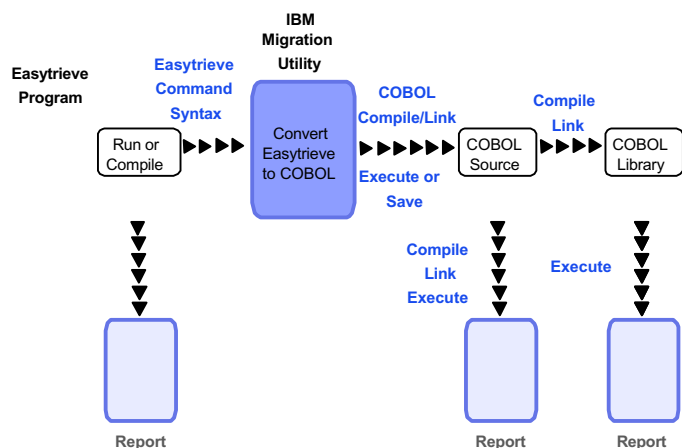 IBM
Migration
Utility
Easytrieve
Program
Easytrieve
Command
Syntax
COBOL
Compile/Link
Compile
Link
Run or
Compile
Convert
Easytrieve
to COBOL
COBOL
Source
COBOL
Library
Execute or
Save
Compile
Link
Execute
Execute
Report
Report
Report